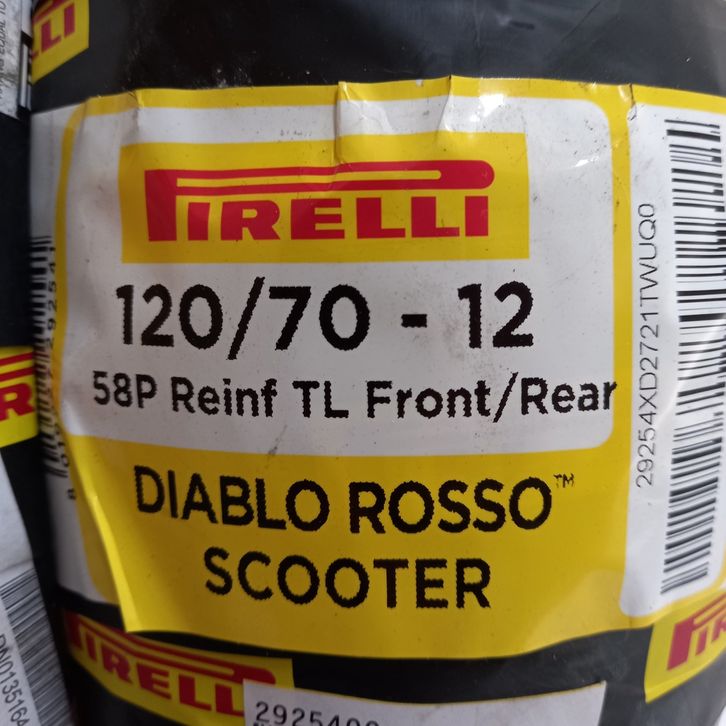 PIRELLI
120/70 - 12
58P Reinf TL Front/Rear
DIABLO ROSSO™
SCOOTER
29254XD2721TWUQ0
PIRELLI